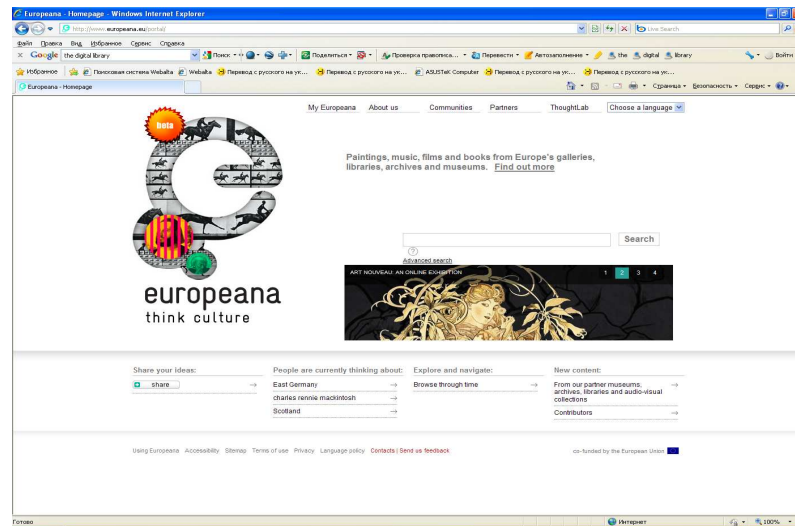 Europeana - Homepage - Windows Internet Explorer
http://www.europeana.eu/portal/
Live Search
Файл Правка Вид Избранное Сервис Справка
Google the digital library Поиск Поделиться Проверка правописа... Перевести Автозаполнение the digital library Войти
Избранное Поисковая система Webalta Webalta Перевод с русского на ук... Перевод с русского на ук... ASUSTeK Computer Перевод с русского на ук... Перевод с русского на ук...
Europeana - Homepage Страница Безопасность Сервис
My Europeana About us Communities Partners ThoughtLab Choose a language
beta
Paintings, music, films and books from Europe's galleries,
libraries, archives and museums. Find out more
Search
?
Advanced search
ART NOUVEAU: AN ONLINE EXHIBITION 1 2 3 4
europeana
think culture
Share your ideas: People are currently thinking about: Explore and navigate: New content:
share East Germany Browse through time From our partner museums,
archives, libraries and audio-visual
collections
charles rennie mackintosh
Scotland Contributors
Using Europeana Accessibility Sitemap Terms of use Privacy Language policy Contacts | Send us feedback co-funded by the European Union
Готово Интернет 100%